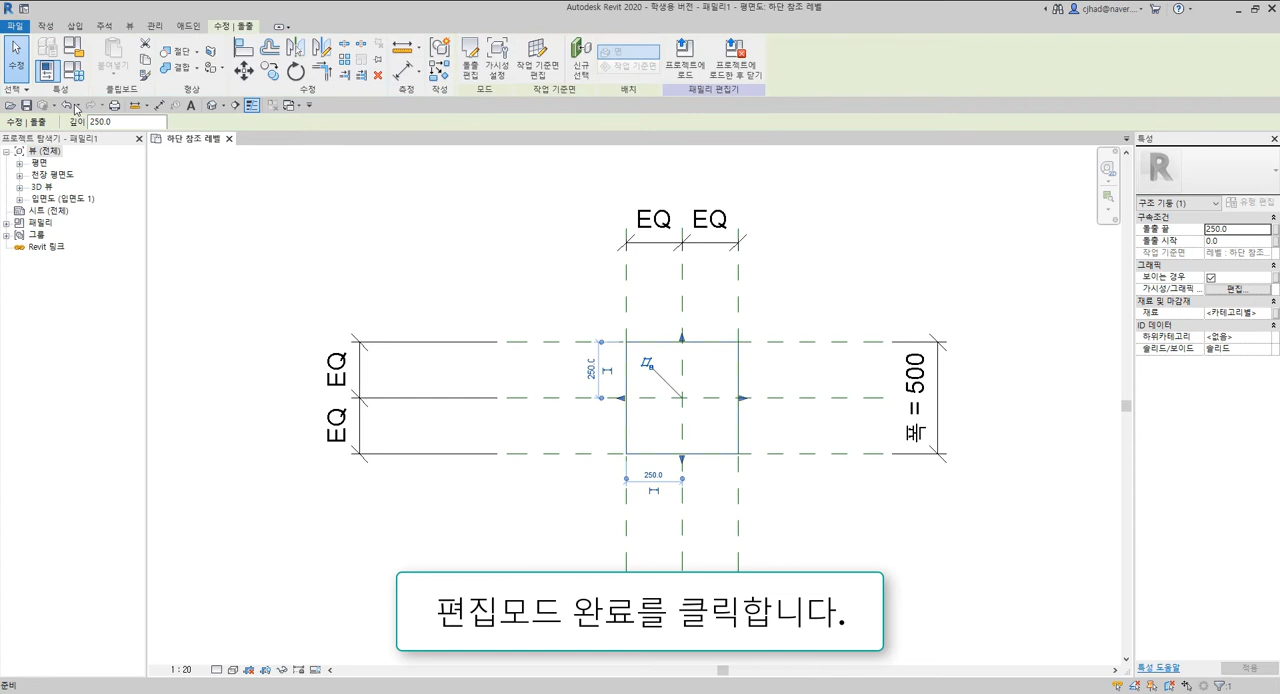 Autodesk Revit 2020 - 학생용 버전 - 평면도: 하단 참조 레벨
cjhad@naver....
파일 작성 삽입 주석 뷰 관리 애드인 수정 | 돌출
수정
붙여넣기
절단
결합
돌출 편집
가시성 설정
작업 기준면 편집
신규 선택
면
작업 기준면
프로젝트에 로드
프로젝트에 로드한 후 닫기
선택 특성 클립보드 수정 측정 작성 모드 작업 기준면 배치 패밀리 편집기
수정 | 돌출 깊이 250.0
프로젝트 탐색기 - 패밀리1
뷰 (전체)
평면
천장 평면도
3D 뷰
입면도 (입면도 1)
시트 (전체)
패밀리
그룹
Revit 링크
하단 참조 레벨
EQ EQ
EQ
EQ
250.0
250.0
폭 = 500
편집모드 완료를 클릭합니다.
특성
구조 기둥 (1) 유형 편집
구속조건
돌출 끝 250.0
돌출 시작 0.0
작업 기준면 레벨 : 하단 참조...
그래픽
보이는 경우
가시성/그래픽 ... 편집...
재료 및 마감재
재료 <카테고리별>
ID 데이터
하위카테고리 <없음>
솔리드/보이드 솔리드
특성 도움말 적용
1 : 20
준비
:1